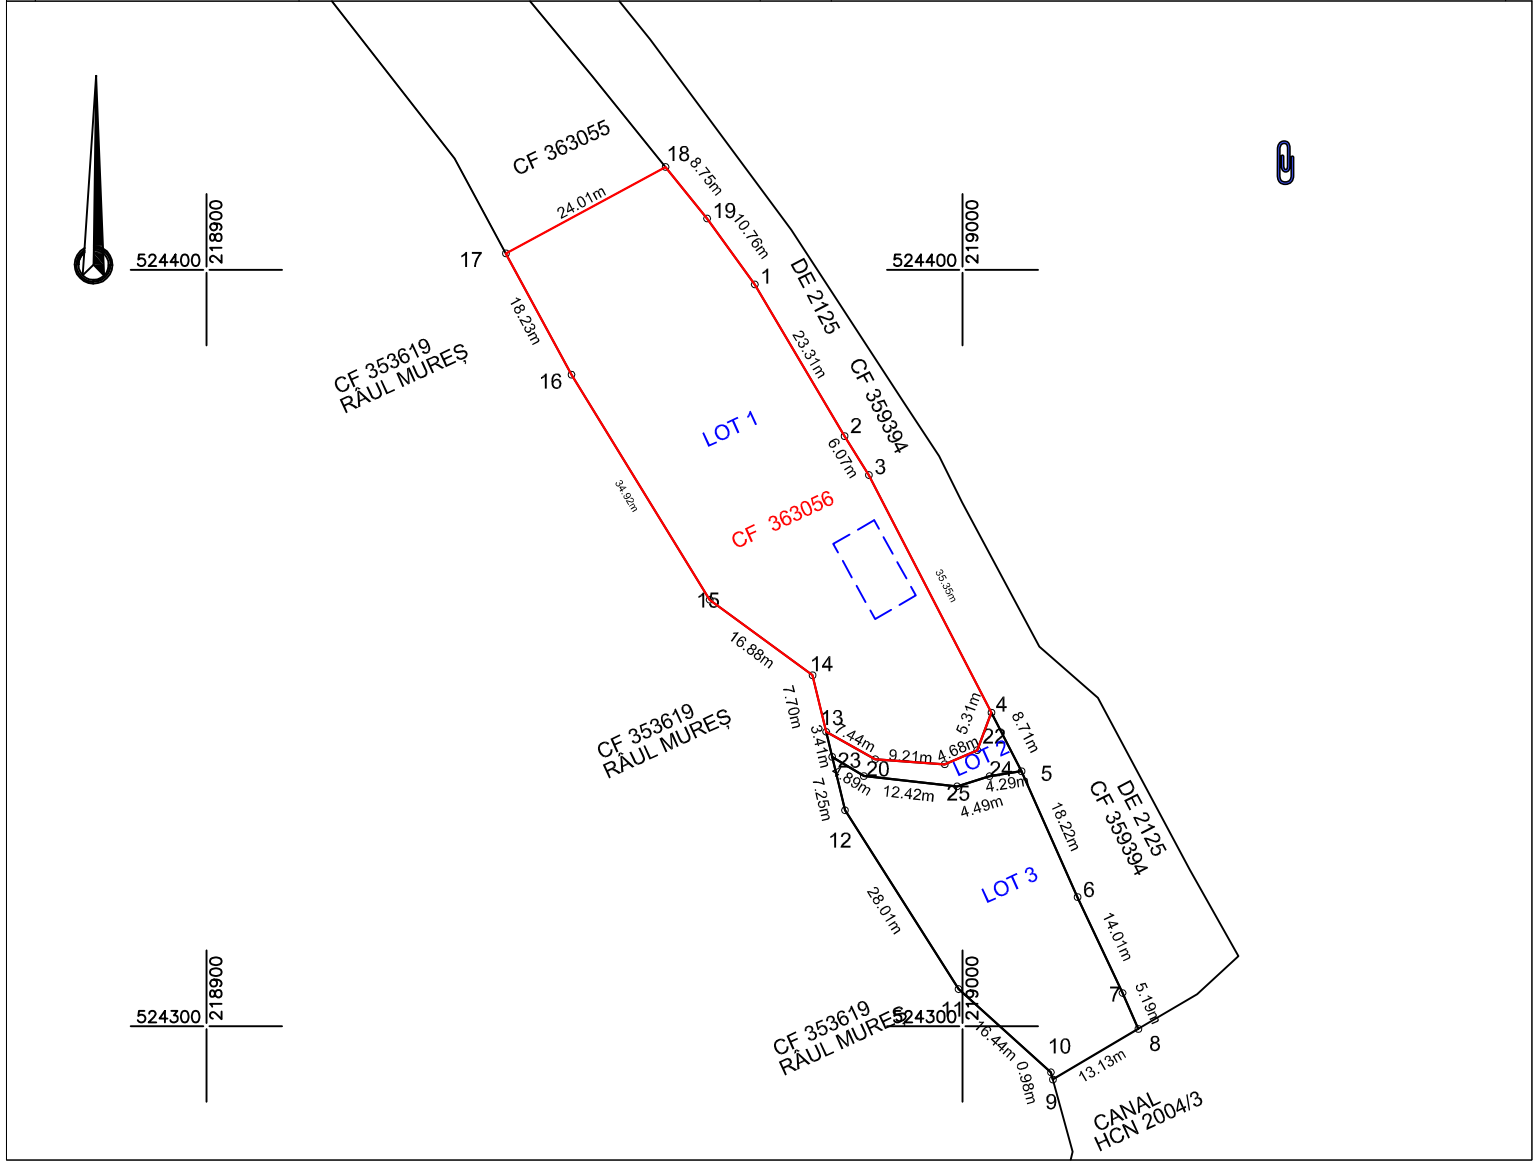 CF 363055
18
8.75m
24.01m
19
10.76m
17
524400
218900
524400
219000
1
DE 2125
18.23m
23.31m
CF 353619
RÂUL MUREȘ
16
CF 359394
LOT 1
2
6.07m
3
34.92m
CF 363056
35.35m
15
16.88m
14
7.70m
CF 353619
RÂUL MUREȘ
13
7.44m
5.31m
4
8.71m
3.41m
9.21m
4.68m
22
LOT 2
23
20
4.89m
12.42m
25
24
4.29m
5
4.49m
7.25m
12
18.22m
DE 2125
CF 359394
LOT 3
6
28.01m
14.01m
11
7
5.19m
524300
218900
524300
219000
CF 353619
RÂUL MUREȘ
16.44m
10
0.98m
13.13m
8
9
CANAL
HCN 2004/3